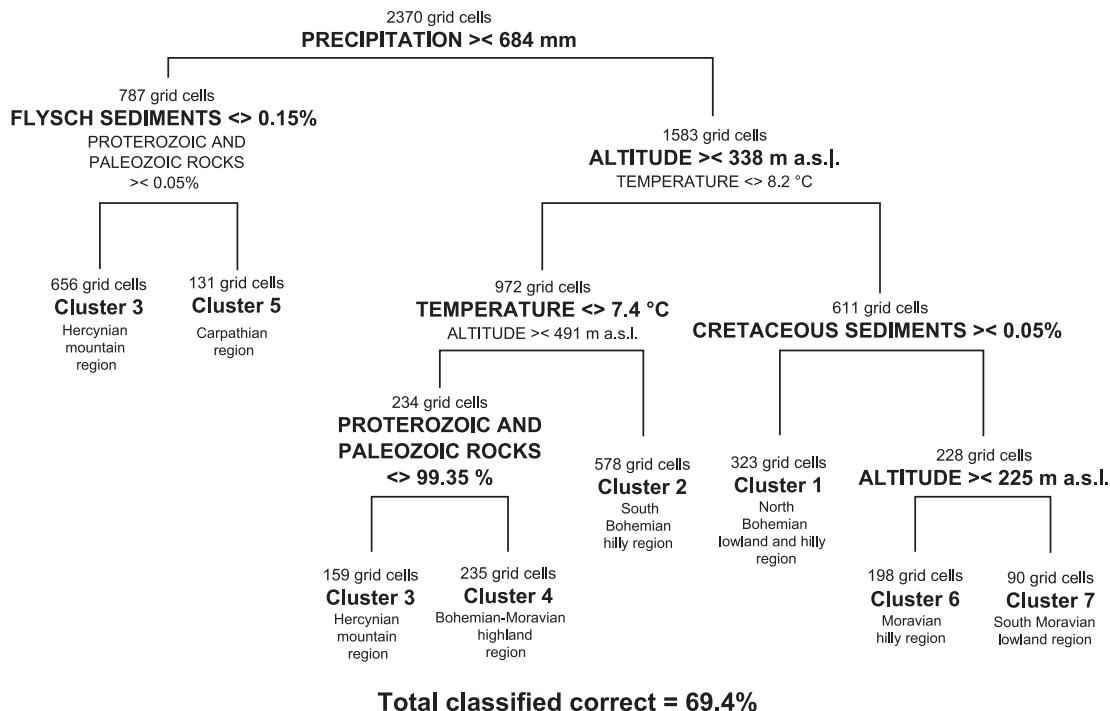 2370 grid cells
PRECIPITATION >< 684 mm
787 grid cells
FLYSCH SEDIMENTS <> 0.15%
PROTEROZOIC AND
PALEOZOIC ROCKS
>< 0.05%
1583 grid cells
ALTITUDE >< 338 m a.s.l.
TEMPERATURE <> 8.2 °C
656 grid cells
Cluster 3
Hercynian
mountain
region
131 grid cells
Cluster 5
Carpathian
region
972 grid cells
TEMPERATURE <> 7.4 °C
ALTITUDE >< 491 m a.s.l.
611 grid cells
CRETACEOUS SEDIMENTS >< 0.05%
234 grid cells
PROTEROZOIC AND
PALEOZOIC ROCKS
<> 99.35 %
578 grid cells
Cluster 2
South
Bohemian
hilly region
323 grid cells
Cluster 1
North
Bohemian
lowland and hilly
region
228 grid cells
ALTITUDE >< 225 m a.s.l.
159 grid cells
Cluster 3
Hercynian
mountain
region
235 grid cells
Cluster 4
Bohemian-Moravian
highland
region
198 grid cells
Cluster 6
Moravian
hilly region
90 grid cells
Cluster 7
South Moravian
lowland region
Total classified correct = 69.4%